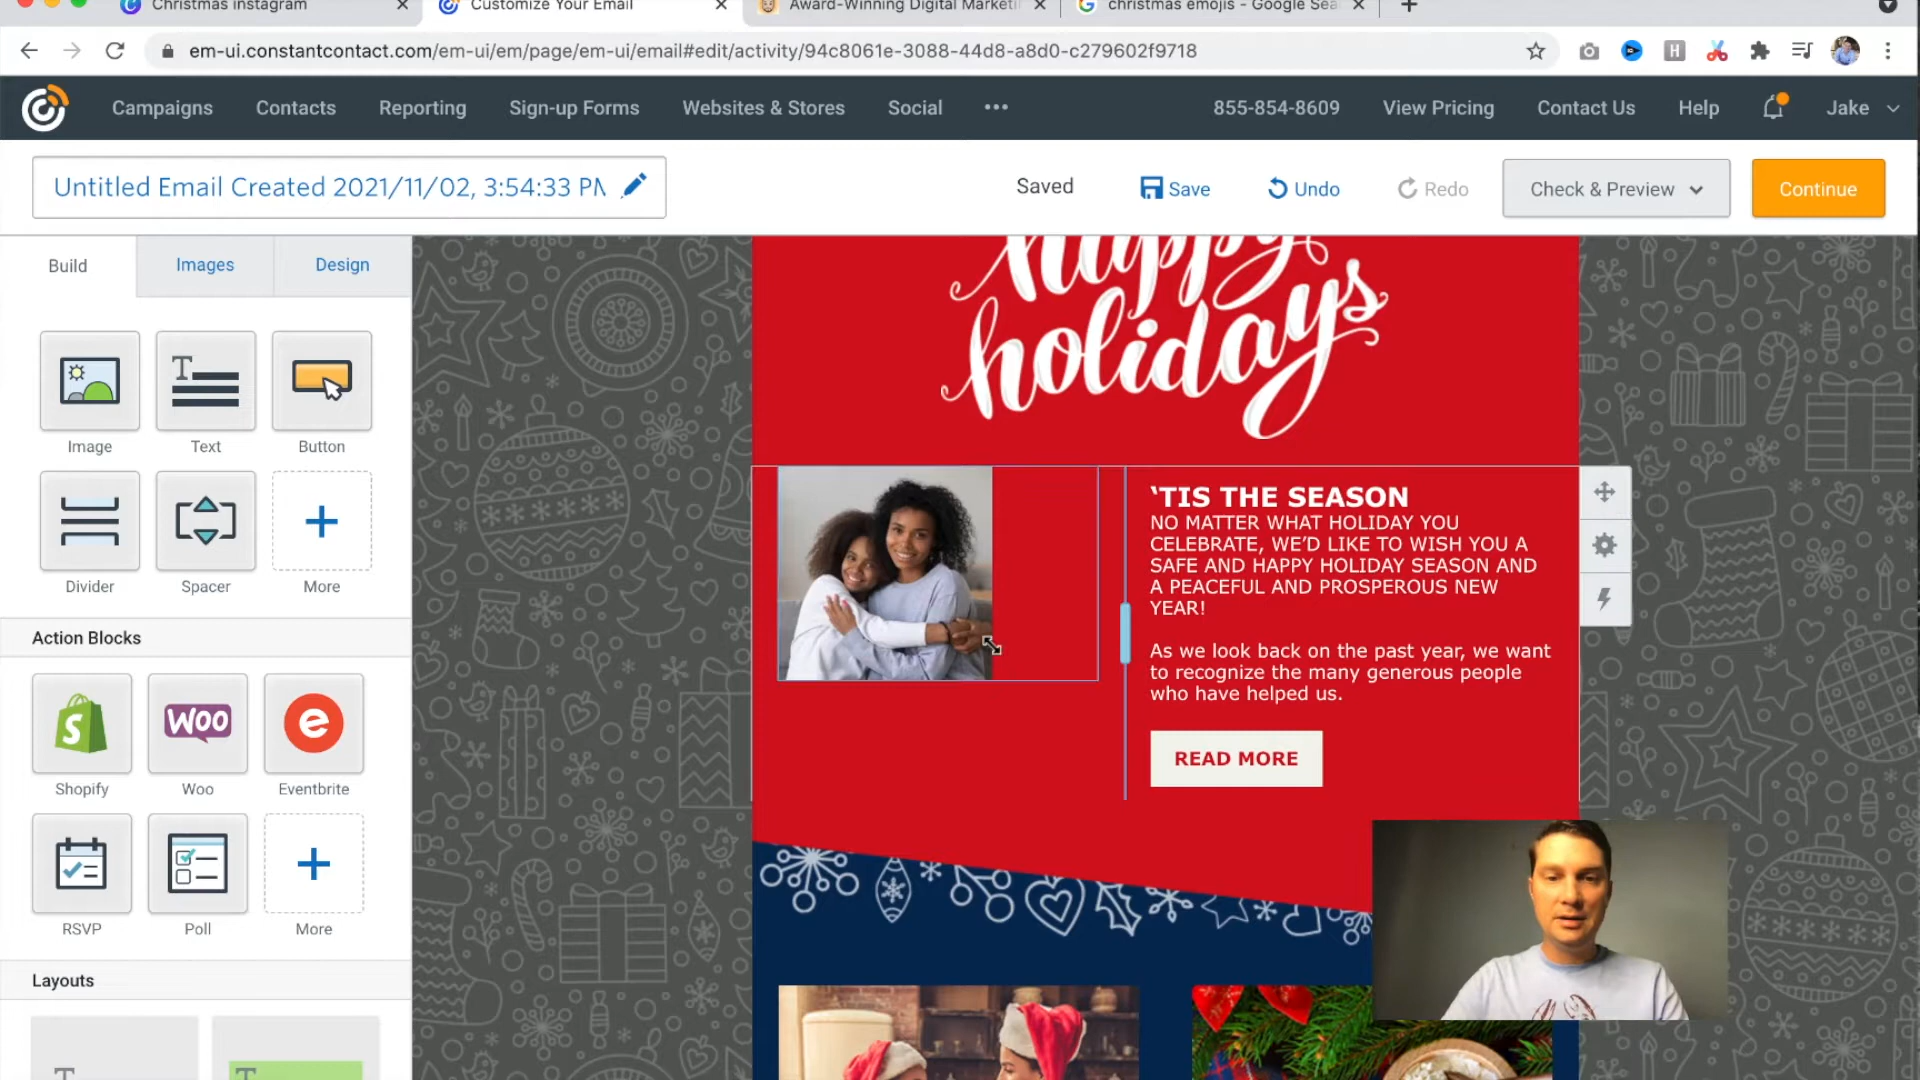 Christmas instagram
Customize Your Email
Award-Winning Digital Marketin
christmas emojis - Google Sea
em-ui.constantcontact.com/em-ui/em/page/em-ui/email#edit/activity/94c8061e-3088-44d8-a8d0-c279602f9718
H
Campaigns
Contacts
Reporting
Sign-up Forms
Websites & Stores
Social
855-854-8609
View Pricing
Contact Us
Help
Jake
Untitled Email Created 2021/11/02, 3:54:33 PM
Saved
Save
Undo
Redo
Check & Preview
Continue
Build
Images
Design
Image
Text
Button
Divider
Spacer
More
Action Blocks
WOO
Shopify
Woo
Eventbrite
RSVP
Poll
More
Layouts
happy
holidays
‘TIS THE SEASON
NO MATTER WHAT HOLIDAY YOU
CELEBRATE, WE’D LIKE TO WISH YOU A
SAFE AND HAPPY HOLIDAY SEASON AND
A PEACEFUL AND PROSPEROUS NEW
YEAR!
As we look back on the past year, we want
to recognize the many generous people
who have helped us.
READ MORE